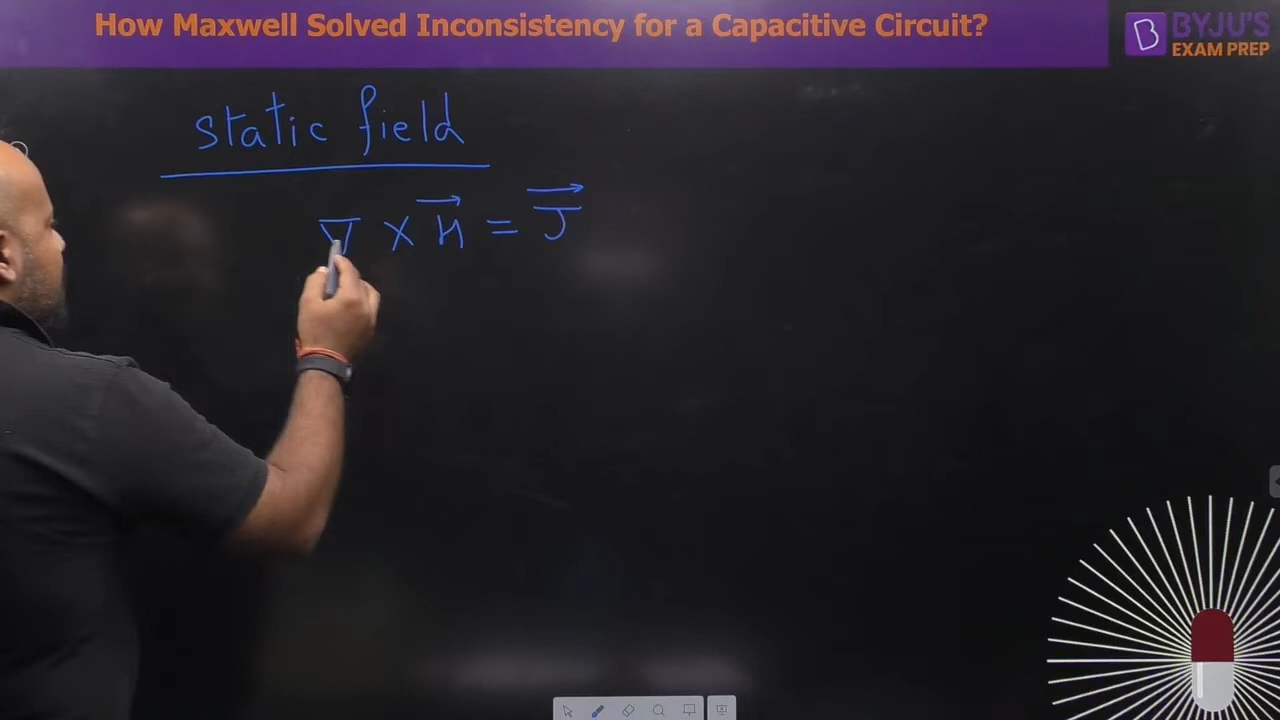 How Maxwell Solved Inconsistency for a Capacitive Circuit?
BYJU'S
EXAM PREP
static field
∇ × H⃗ = J⃗